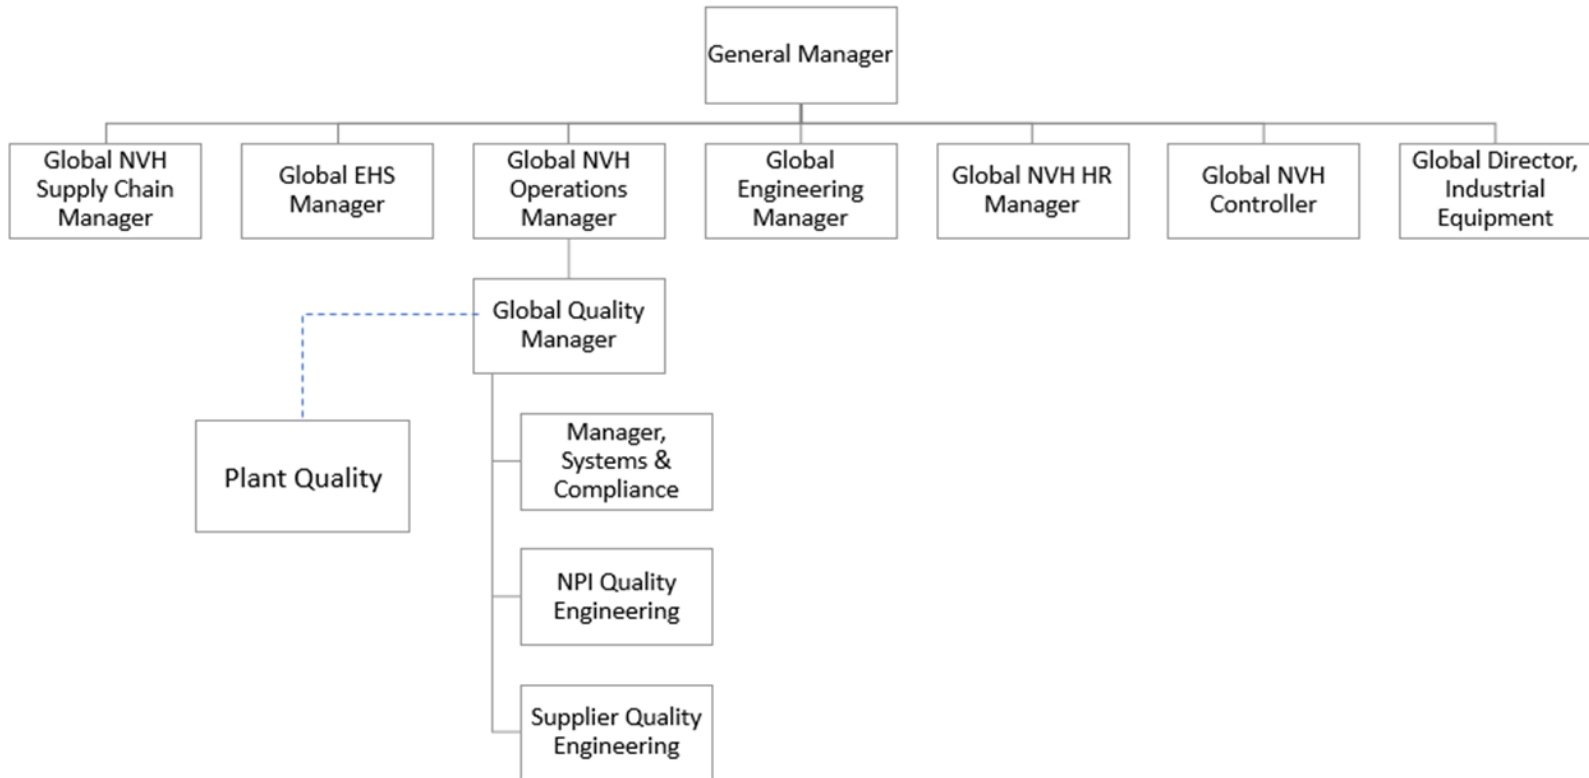 General Manager
Global NVH
Supply Chain
Manager
Global EHS
Manager
Global NVH
Operations
Manager
Global
Engineering
Manager
Global NVH HR
Manager
Global NVH
Controller
Global Director,
Industrial
Equipment
Global Quality
Manager
Plant Quality
Manager,
Systems &
Compliance
NPI Quality
Engineering
Supplier Quality
Engineering